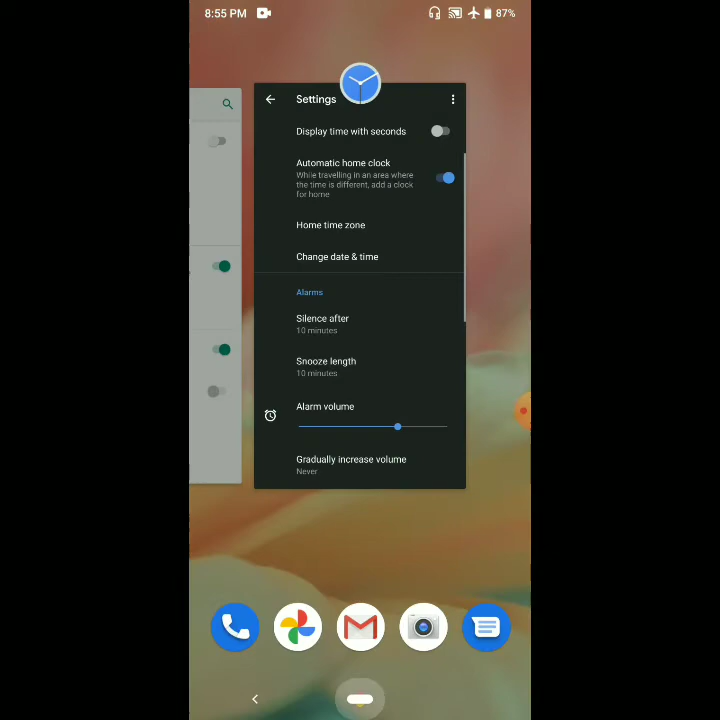 8:55 PM
87%
Settings
Display time with seconds
Automatic home clock
While travelling in an area where
the time is different, add a clock
for home
Home time zone
Change date & time
Alarms
Silence after
10 minutes
Snooze length
10 minutes
Alarm volume
Gradually increase volume
Never